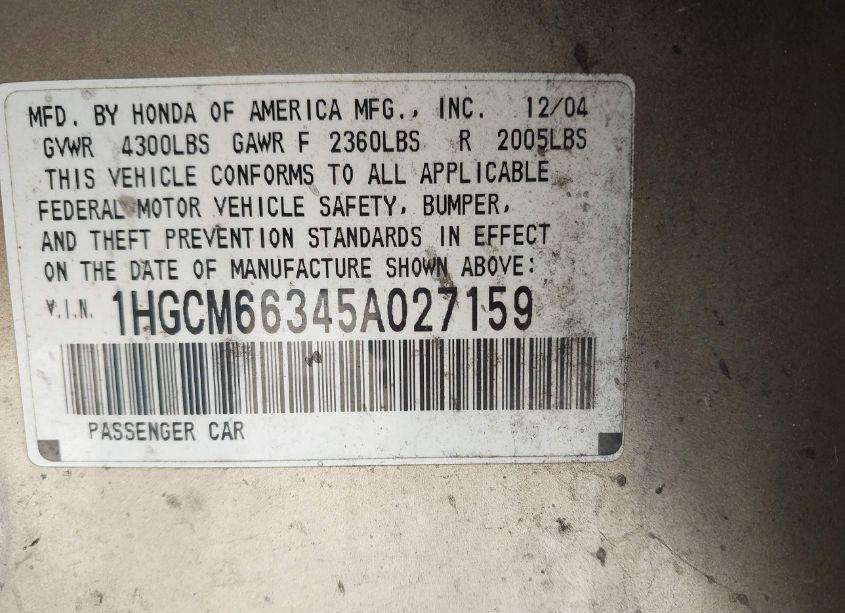 MFD. BY HONDA OF AMERICA MFG., INC. 12/04
GVWR 4300LBS GAWR F 2360LBS R 2005LBS
THIS VEHICLE CONFORMS TO ALL APPLICABLE
FEDERAL MOTOR VEHICLE SAFETY, BUMPER,
AND THEFT PREVENTION STANDARDS IN EFFECT
ON THE DATE OF MANUFACTURE SHOWN ABOVE:
V.I.N. 1HGCM66345A027159
PASSENGER CAR